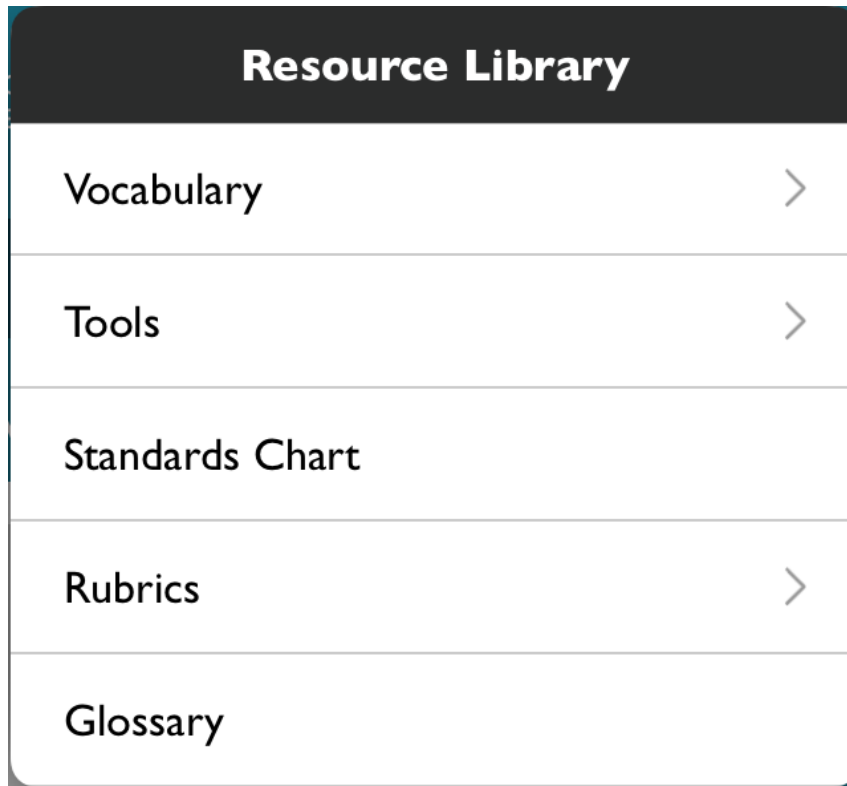 Resource Library
Vocabulary
Tools
Standards Chart
Rubrics
Glossary